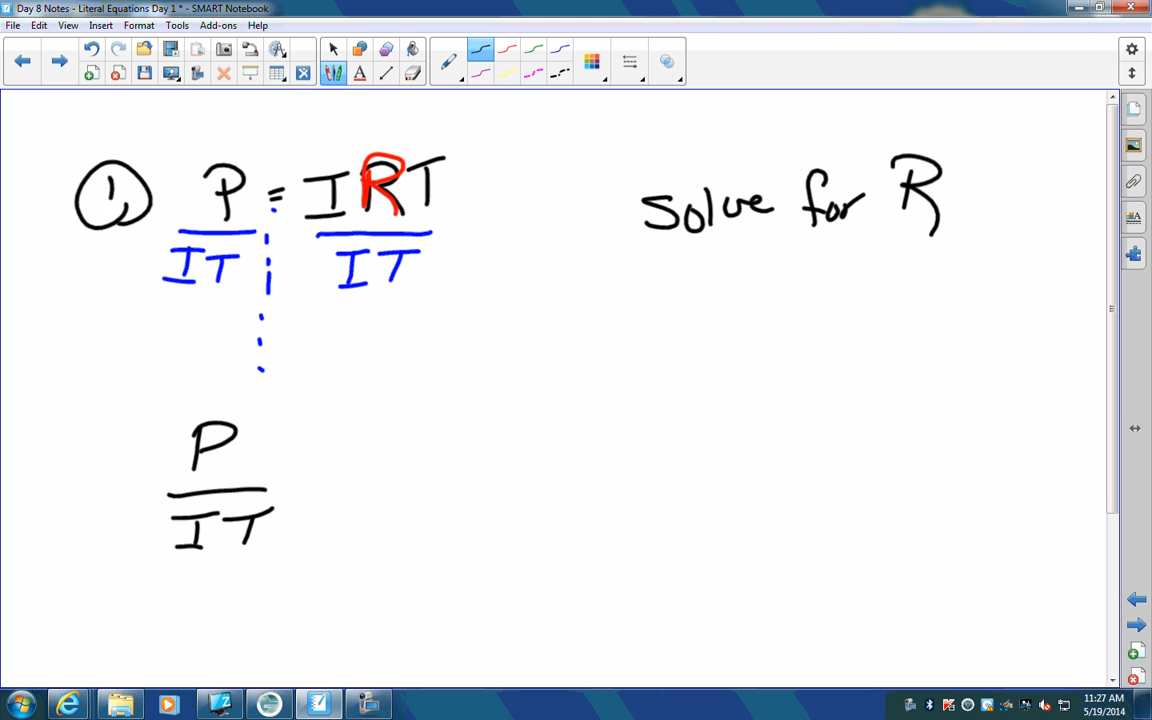 Day 8 Notes - Literal Equations Day 1 * - SMART Notebook
File Edit View Insert Format Tools Add-ons Help
① P = IRT solve for R
IT IT
P
IT
11:27 AM
5/19/2014